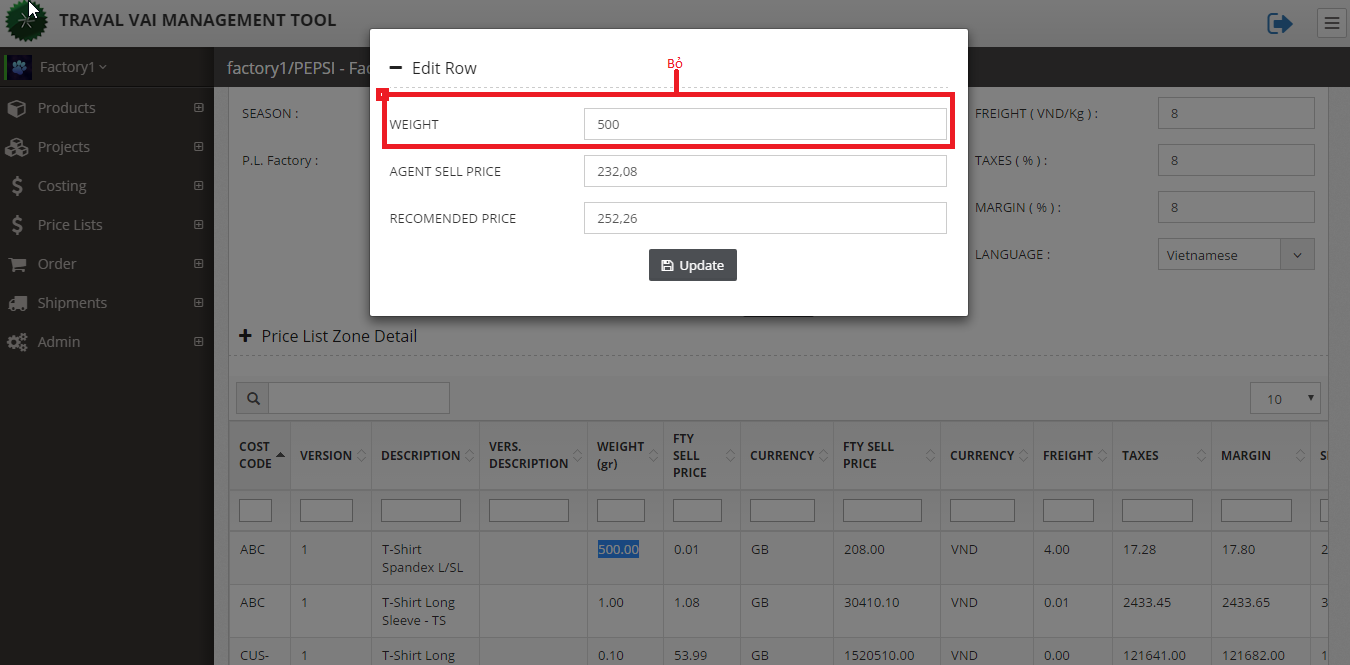 TRAVAL VAI MANAGEMENT TOOL
Factory1
factory1/PEPSI - Fac
Products
Projects
Costing
Price Lists
Order
Shipments
Admin
SEASON :
P.L. Factory :
Edit Row
Bỏ
WEIGHT
500
AGENT SELL PRICE
232,08
RECOMENDED PRICE
252,26
Update
FREIGHT ( VND/Kg ) :
8
TAXES ( % ) :
8
MARGIN ( % ) :
8
LANGUAGE :
Vietnamese
Price List Zone Detail
10
COST CODE VERSION DESCRIPTION VERS. DESCRIPTION WEIGHT (gr) FTY SELL PRICE CURRENCY FTY SELL PRICE CURRENCY FREIGHT TAXES MARGIN
ABC 1 T-Shirt Spandex L/SL 500.00 0.01 GB 208.00 VND 4.00 17.28 17.80 2
ABC 1 T-Shirt Long Sleeve - TS 1.00 1.08 GB 30410.10 VND 0.01 2433.45 2433.65 3
CUS- 1 T-Shirt Long 0.10 53.99 GB 1520510.00 VND 0.00 121641.00 121682.00 1